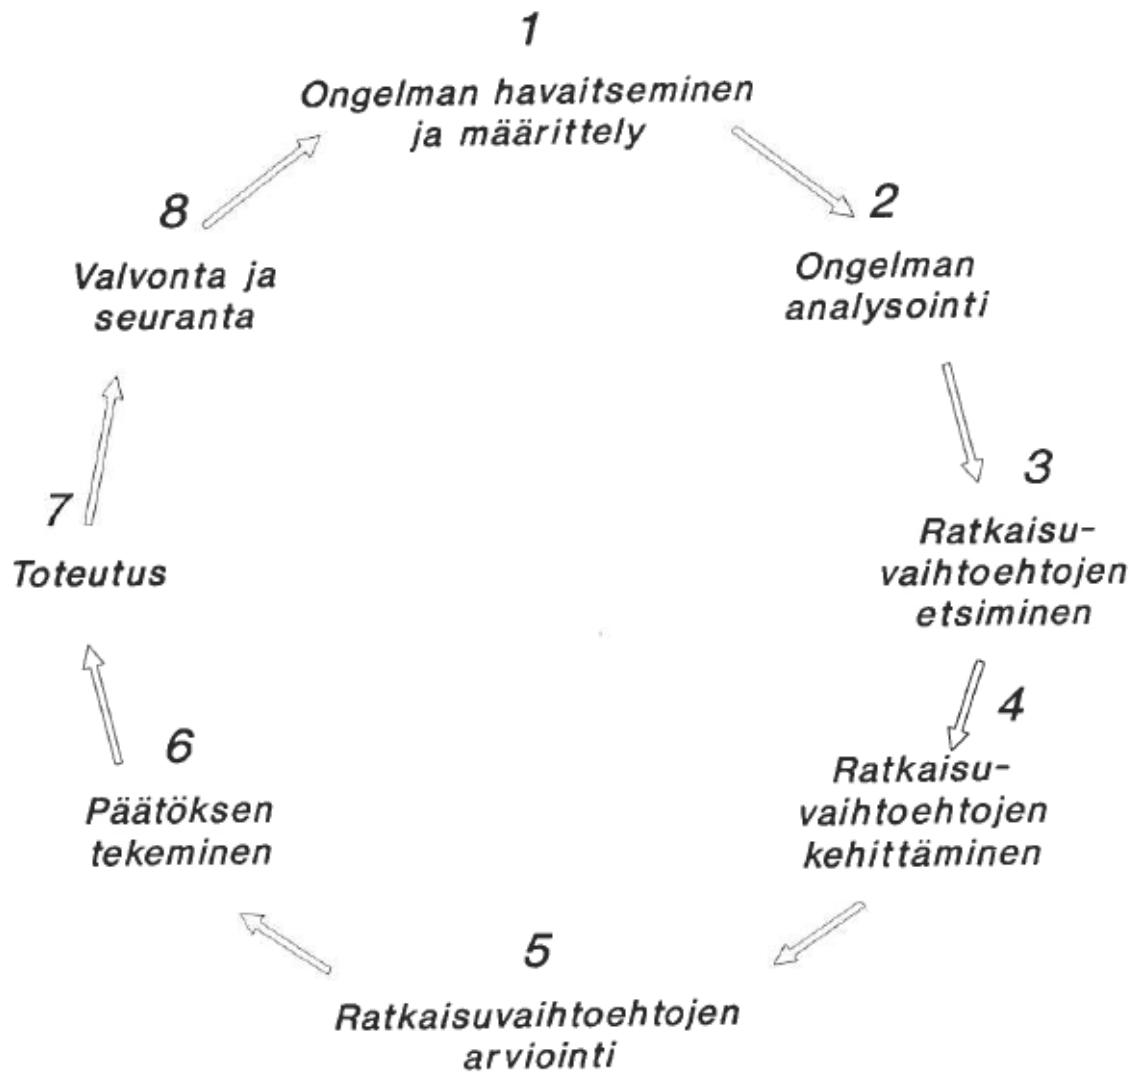 1
Ongelman havaitseminen
ja määrittely
2
Ongelman
analysointi
3
Ratkaisu-
vaihtoehtojen
etsiminen
4
Ratkaisu-
vaihtoehtojen
kehittäminen
5
Ratkaisuvaihtoehtojen
arviointi
6
Päätöksen
tekeminen
7
Toteutus
8
Valvonta ja
seuranta